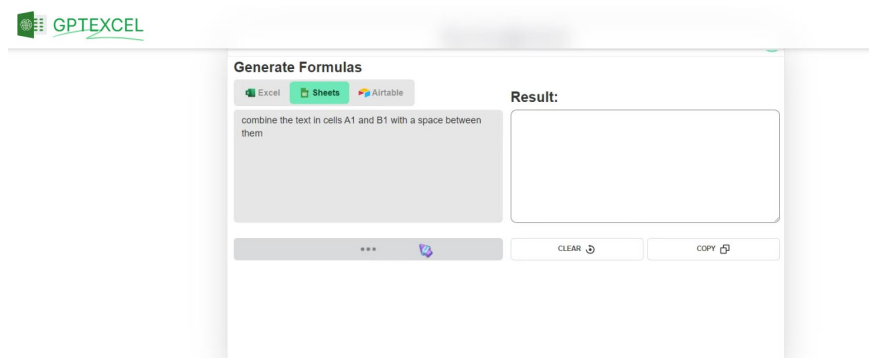 GPTEXCEL
Generate Formulas
Excel Sheets Airtable
Result:
combine the text in cells A1 and B1 with a space between
them
CLEAR COPY